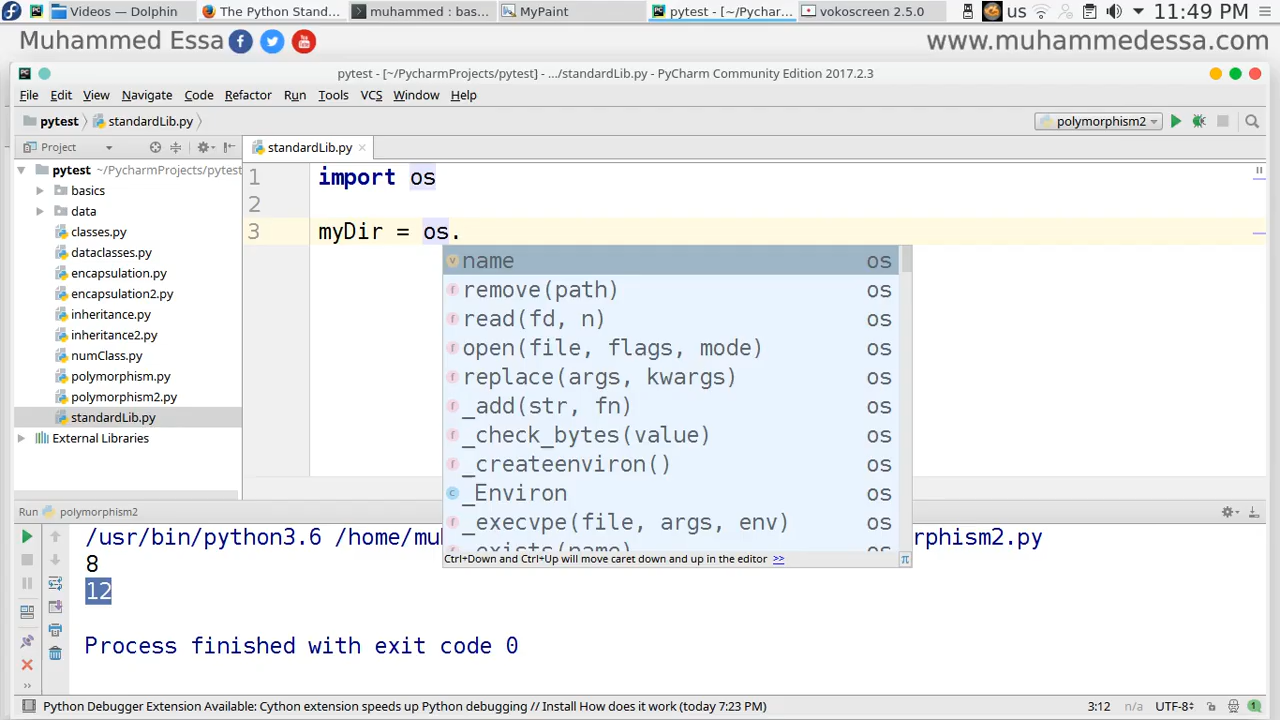 Videos — Dolphin
The Python Stand...
muhammed : bas...
MyPaint
pytest - [~/Pychar...
vokoscreen 2.5.0
us
11:49 PM
Muhammed Essa
www.muhammedessa.com
pytest - [~/PycharmProjects/pytest] - .../standardLib.py - PyCharm Community Edition 2017.2.3
File Edit View Navigate Code Refactor Run Tools VCS Window Help
pytest standardLib.py
polymorphism2
Project
standardLib.py
pytest ~/PycharmProjects/pytest
basics
data
classes.py
dataclasses.py
encapsulation.py
encapsulation2.py
inheritance.py
inheritance2.py
numClass.py
polymorphism.py
polymorphism2.py
standardLib.py
External Libraries
1 import os
2
3 myDir = os.
name os
remove(path) os
read(fd, n) os
open(file, flags, mode) os
replace(args, kwargs) os
_add(str, fn) os
_check_bytes(value) os
_createenviron() os
_Environ os
_execvpe(file, args, env) os
_exists(name) os
Ctrl+Down and Ctrl+Up will move caret down and up in the editor >>
Run polymorphism2
/usr/bin/python3.6 /home/mu
rphism2.py
8
12
Process finished with exit code 0
Python Debugger Extension Available: Cython extension speeds up Python debugging // Install How does it work (today 7:23 PM)
3:12 n/a UTF-8 1